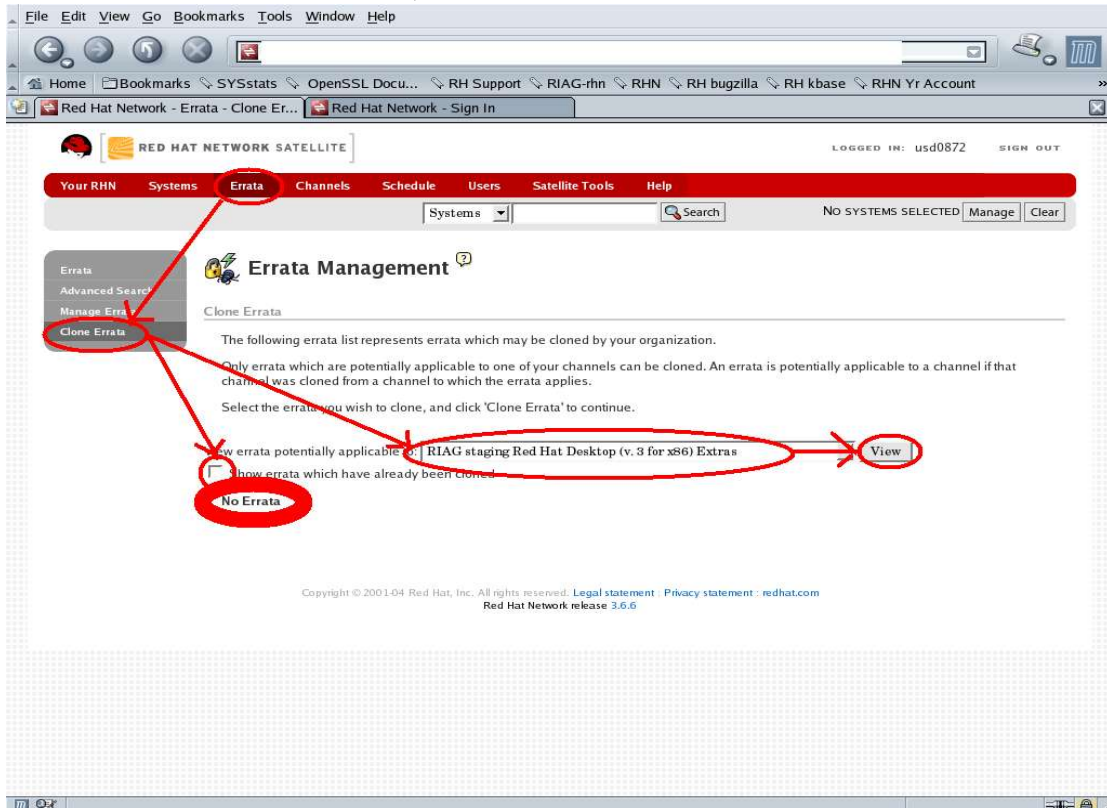 File Edit View Go Bookmarks Tools Window Help
Home Bookmarks SYSstats OpenSSL Docu... RH Support RIAG-rhn RHN RH bugzilla RH kbase RHN Yr Account »
Red Hat Network - Errata - Clone Er... Red Hat Network - Sign In
RED HAT NETWORK SATELLITE
LOGGED IN: usd0872 SIGN OUT
Your RHN Systems Errata Channels Schedule Users Satellite Tools Help
Systems Search NO SYSTEMS SELECTED Manage Clear
Errata
Advanced Search
Manage Errata
Clone Errata
Errata Management ?
Clone Errata
The following errata list represents errata which may be cloned by your organization.
Only errata which are potentially applicable to one of your channels can be cloned. An errata is potentially applicable to a channel if that
channel was cloned from a channel to which the errata applies.
Select the errata you wish to clone, and click 'Clone Errata' to continue.
View errata potentially applicable to: RIAG staging Red Hat Desktop (v. 3 for x86) Extras View
Show errata which have already been cloned
No Errata
Copyright © 2001-04 Red Hat, Inc. All rights reserved. Legal statement : Privacy statement : redhat.com
Red Hat Network release 3.6.6